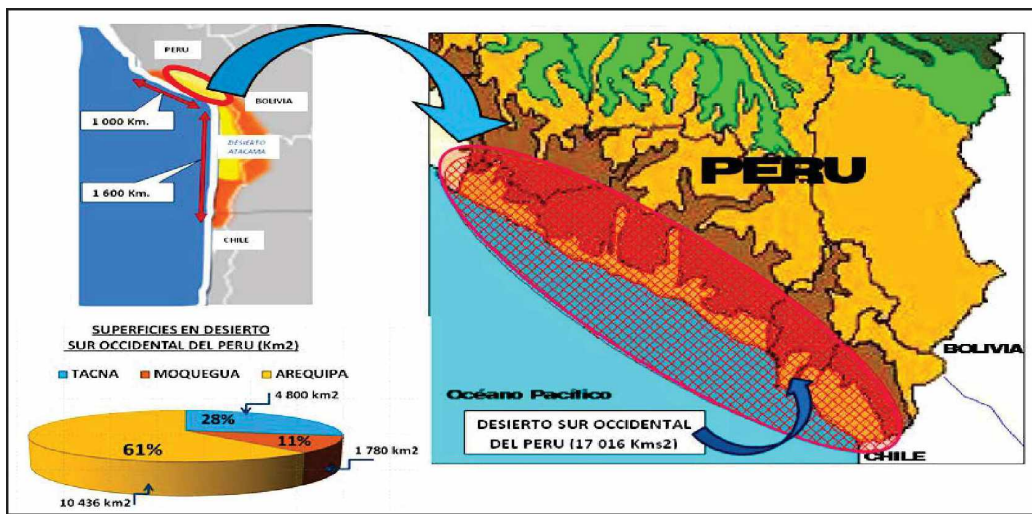 PERU
BOLIVIA
1 000 Km.
DESIERTO
ATACAMA
1 600 Km.
CHILE
SUPERFICIES EN DESIERTO
SUR OCCIDENTAL DEL PERU (Km2)
TACNA MOQUEGUA AREQUIPA
4 800 km2
28%
11%
61%
1 780 km2
10 436 km2
PERU
BOLIVIA
Océano Pacífico
DESIERTO SUR OCCIDENTAL
DEL PERU (17 016 Kms2)
CHILE